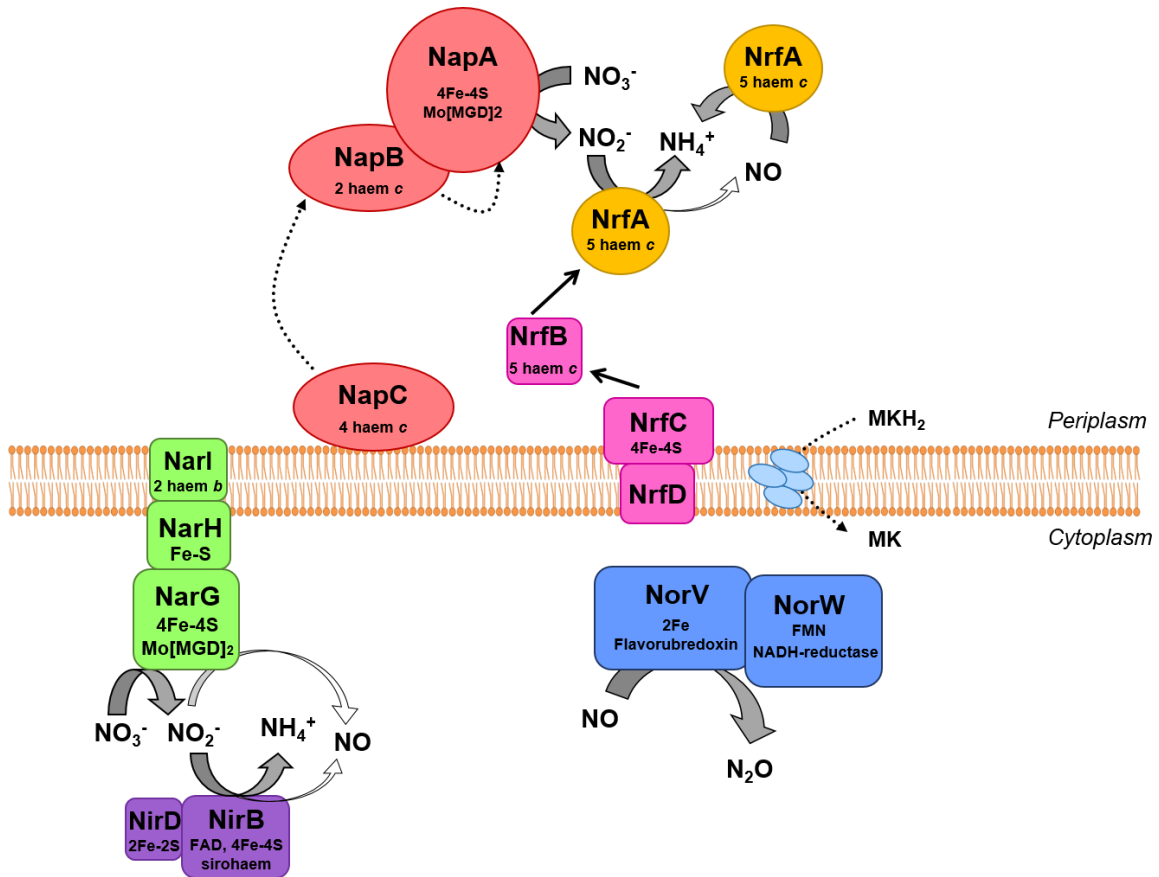 NapA
4Fe-4S
Mo[MGD]2
NO₃⁻
NrfA
5 haem c
NapB
2 haem c
NO₂⁻
NH₄⁺
NO
NrfA
5 haem c
NrfB
5 haem c
NapC
4 haem c
NrfC
4Fe-4S
NrfD
MKH₂
MK
Periplasm
Cytoplasm
NarI
2 haem b
NarH
Fe-S
NarG
4Fe-4S
Mo[MGD]₂
NO₃⁻
NO₂⁻
NH₄⁺
NO
NirD
2Fe-2S
NirB
FAD, 4Fe-4S
sirohaem
NorV
2Fe
Flavorubredoxin
NorW
FMN
NADH-reductase
NO
N₂O